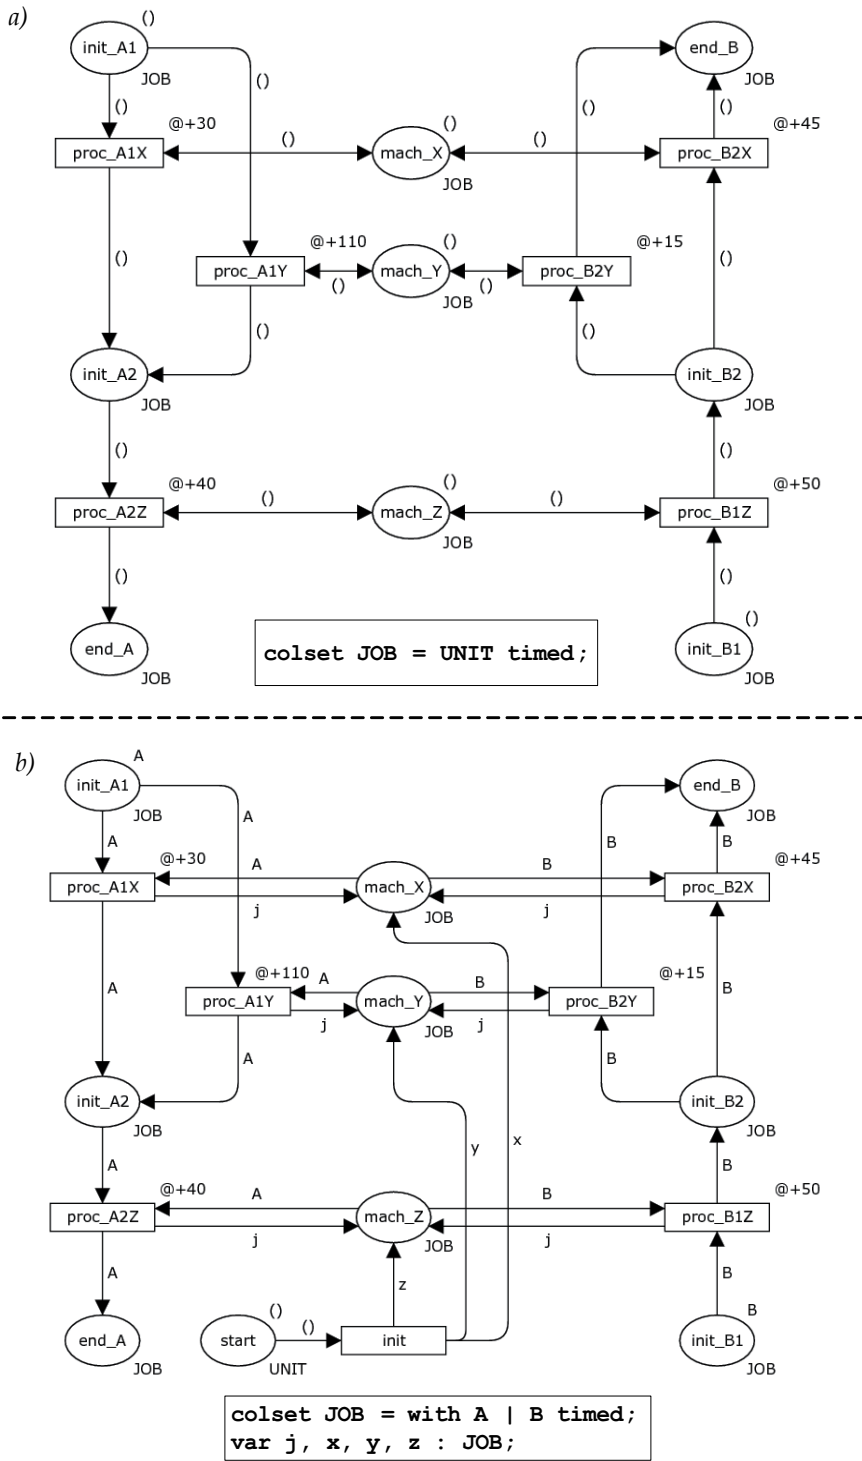 a)
()
init_A1
JOB
end_B
JOB
()
()
()
()
@+30
()
()
()
@+45
proc_A1X
mach_X
JOB
proc_B2X
()
@+110
()
@+15
()
proc_A1Y
()
mach_Y
JOB
()
proc_B2Y
()
()
init_A2
JOB
init_B2
JOB
()
()
@+40
()
()
()
@+50
proc_A2Z
mach_Z
JOB
proc_B1Z
()
()
()
end_A
JOB
init_B1
JOB
colset JOB = UNIT timed;
b)
A
init_A1
JOB
end_B
JOB
A
A
B
B
@+30
A
B
@+45
proc_A1X
mach_X
JOB
proc_B2X
j
j
A
@+110
A
B
@+15
B
proc_A1Y
mach_Y
JOB
proc_B2Y
j
j
A
B
init_A2
JOB
init_B2
JOB
y
x
A
B
@+40
A
B
@+50
proc_A2Z
mach_Z
JOB
proc_B1Z
j
j
A
z
B
()
()
B
end_A
JOB
start
UNIT
init
init_B1
JOB
colset JOB = with A | B timed;
var j, x, y, z : JOB;